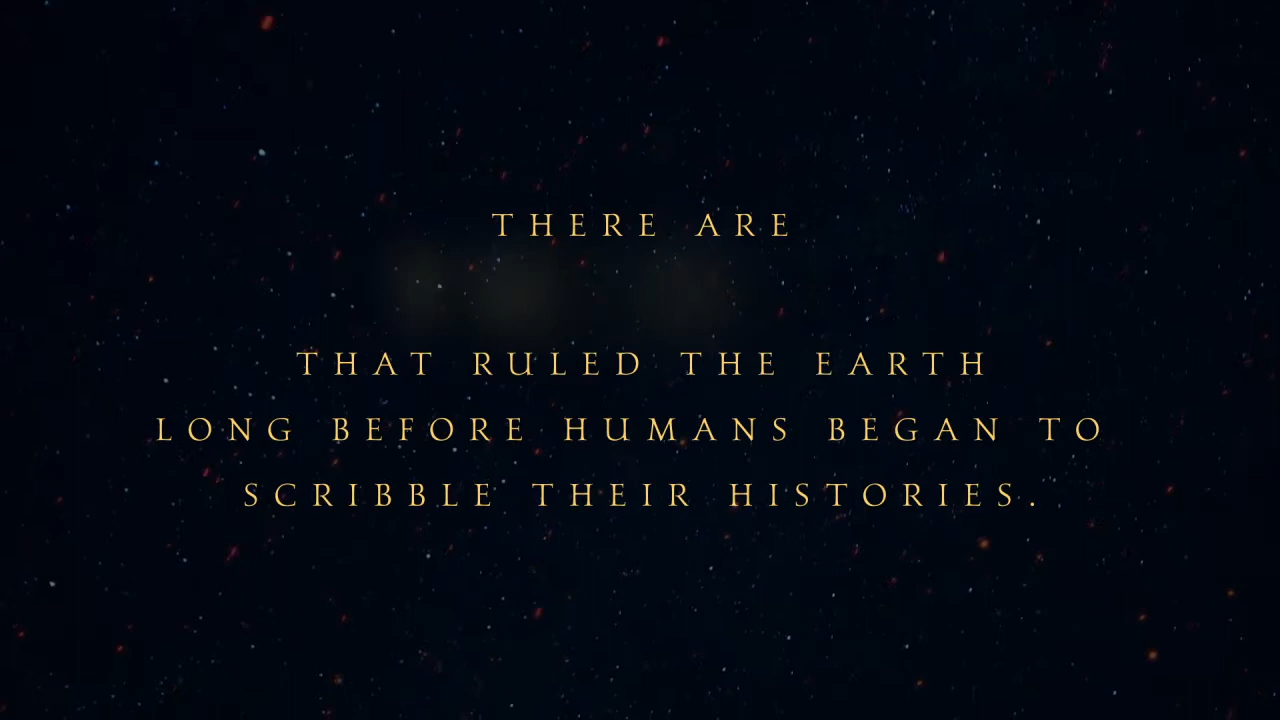 THERE ARE
THAT RULED THE EARTH
LONG BEFORE HUMANS BEGAN TO
SCRIBBLE THEIR HISTORIES.